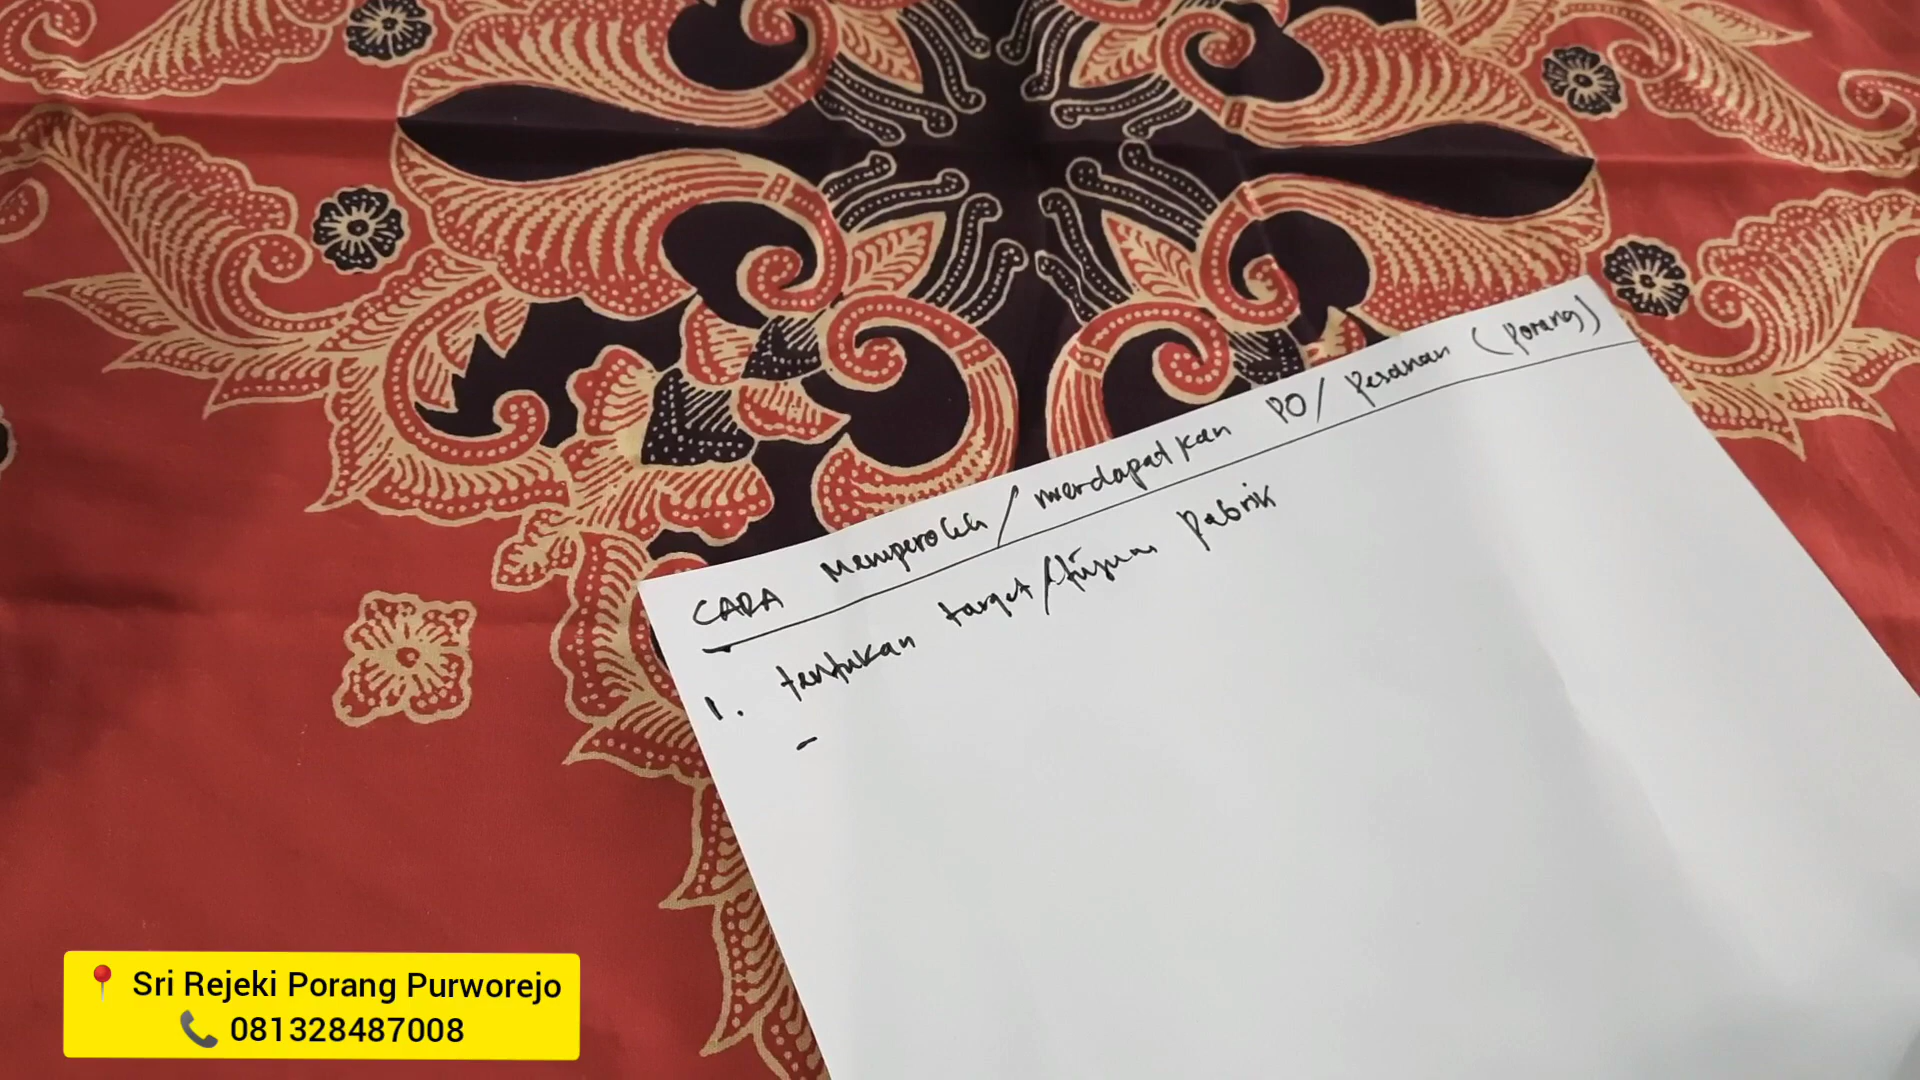 CARA Memperoleh/mendapatkan PO/pesanan (porang)
1. tentukan target/tujuan pabrik
-
Sri Rejeki Porang Purworejo
081328487008